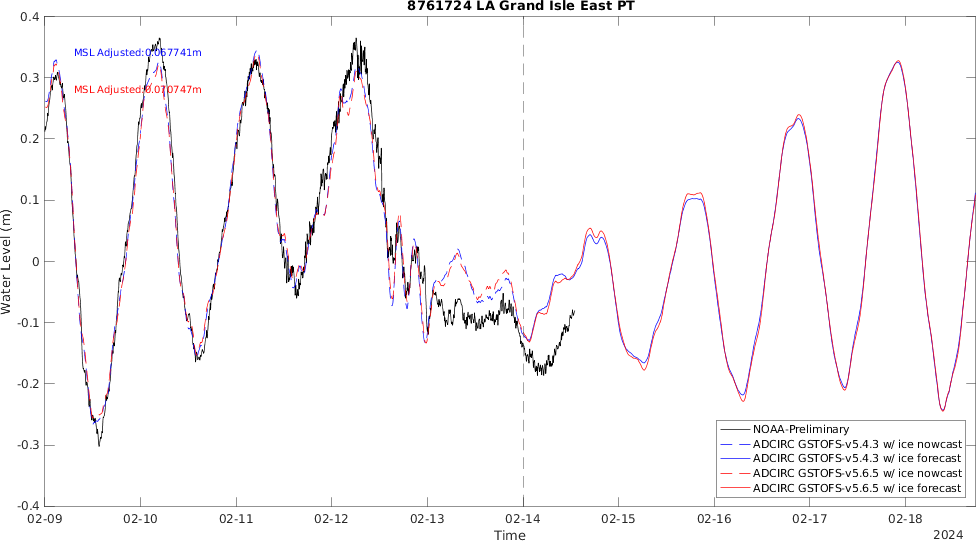 8761724 LA Grand Isle East PT
0.4
MSL Adjusted:0.067741m
0.3
MSL Adjusted:0.070747m
0.2
0.1
0
-0.1
-0.2
-0.3
-0.4
Water Level (m)
NOAA-Preliminary
ADCIRC GSTOFS-v5.4.3 w/ ice nowcast
ADCIRC GSTOFS-v5.4.3 w/ ice forecast
ADCIRC GSTOFS-v5.6.5 w/ ice nowcast
ADCIRC GSTOFS-v5.6.5 w/ ice forecast
02-09 02-10 02-11 02-12 02-13 02-14 02-15 02-16 02-17 02-18
Time
2024